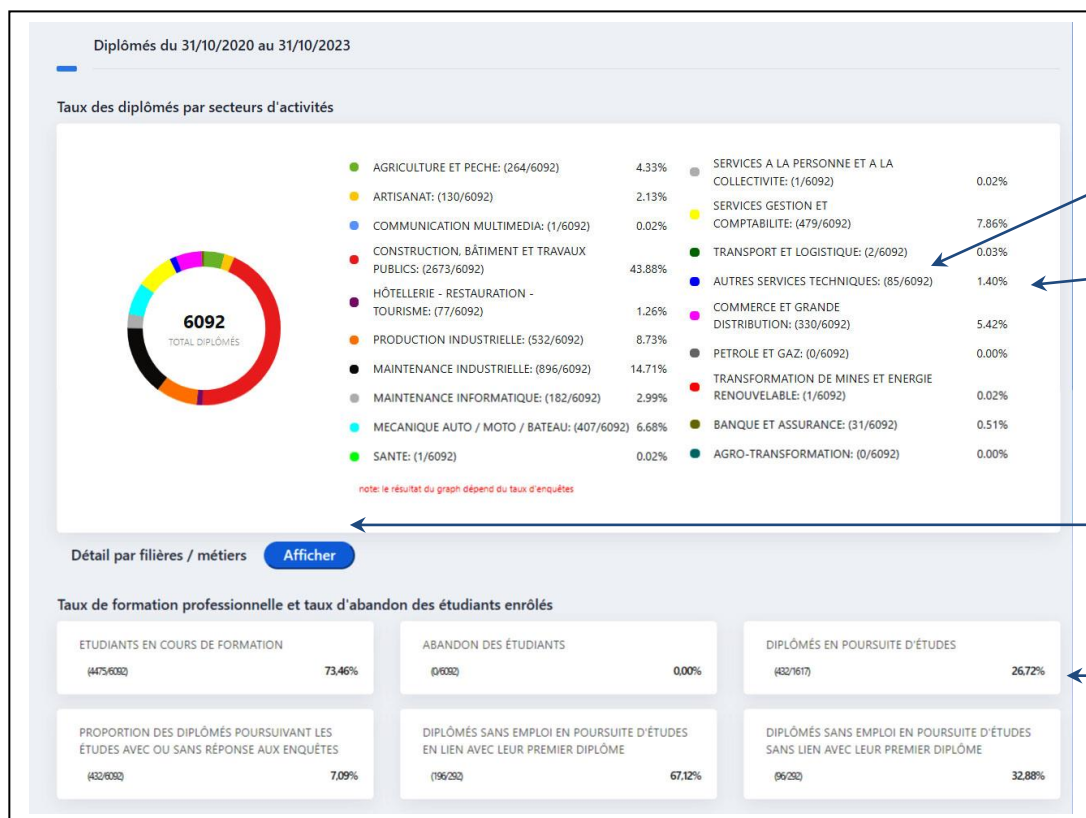 Diplômés du 31/10/2020 au 31/10/2023
Taux des diplômés par secteurs d'activités
6092
TOTAL DIPLÔMÉS
AGRICULTURE ET PECHE: (264/6092) 4.33%
ARTISANAT: (130/6092) 2.13%
COMMUNICATION MULTIMEDIA: (1/6092) 0.02%
CONSTRUCTION, BÂTIMENT ET TRAVAUX
PUBLICS: (2673/6092) 43.88%
HÔTELLERIE - RESTAURATION -
TOURISME: (77/6092) 1.26%
PRODUCTION INDUSTRIELLE: (532/6092) 8.73%
MAINTENANCE INDUSTRIELLE: (896/6092) 14.71%
MAINTENANCE INFORMATIQUE: (182/6092) 2.99%
MECANIQUE AUTO / MOTO / BATEAU: (407/6092) 6.68%
SANTE: (1/6092) 0.02%
SERVICES A LA PERSONNE ET A LA
COLLECTIVITE: (1/6092) 0.02%
SERVICES GESTION ET
COMPTABILITE: (479/6092) 7.86%
TRANSPORT ET LOGISTIQUE: (2/6092) 0.03%
AUTRES SERVICES TECHNIQUES: (85/6092) 1.40%
COMMERCE ET GRANDE
DISTRIBUTION: (330/6092) 5.42%
PETROLE ET GAZ: (0/6092) 0.00%
TRANSFORMATION DE MINES ET ENERGIE
RENOUVELABLE: (1/6092) 0.02%
BANQUE ET ASSURANCE: (31/6092) 0.51%
AGRO-TRANSFORMATION: (0/6092) 0.00%
note: le résultat du graph dépend du taux d'enquêtes
Détail par filières / métiers Afficher
Taux de formation professionnelle et taux d'abandon des étudiants enrôlés
ETUDIANTS EN COURS DE FORMATION
(4475/6092) 73,46%
ABANDON DES ÉTUDIANTS
(0/6092) 0,00%
DIPLÔMÉS EN POURSUITE D'ÉTUDES
(432/1617) 26,72%
PROPORTION DES DIPLÔMÉS POURSUIVANT LES
ÉTUDES AVEC OU SANS RÉPONSE AUX ENQUÊTES
(432/6092) 7,09%
DIPLÔMÉS SANS EMPLOI EN POURSUITE D'ÉTUDES
EN LIEN AVEC LEUR PREMIER DIPLÔME
(196/292) 67,12%
DIPLÔMÉS SANS EMPLOI EN POURSUITE D'ÉTUDES
SANS LIEN AVEC LEUR PREMIER DIPLÔME
(96/292) 32,88%